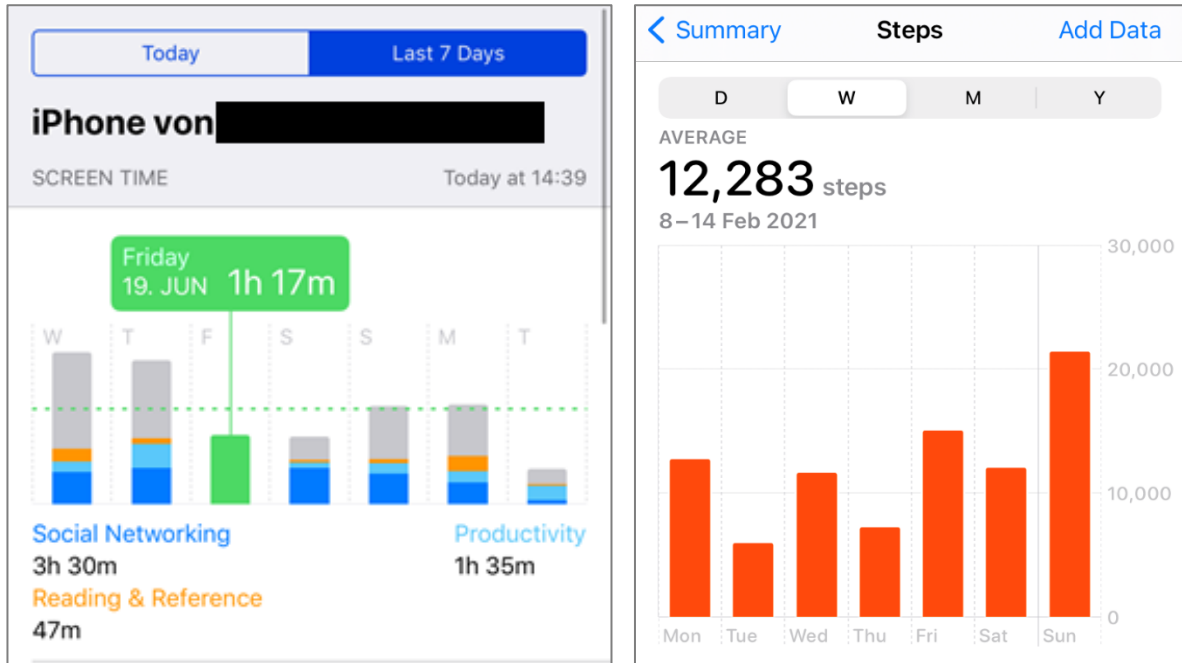 Today Last 7 Days
iPhone von
SCREEN TIME Today at 14:39
Friday
19. JUN 1h 17m
W T F S S M T
Social Networking Productivity
3h 30m 1h 35m
Reading & Reference
47m
Summary Steps Add Data
D W M Y
AVERAGE
12,283 steps
8–14 Feb 2021
30,000
20,000
10,000
0
Mon Tue Wed Thu Fri Sat Sun